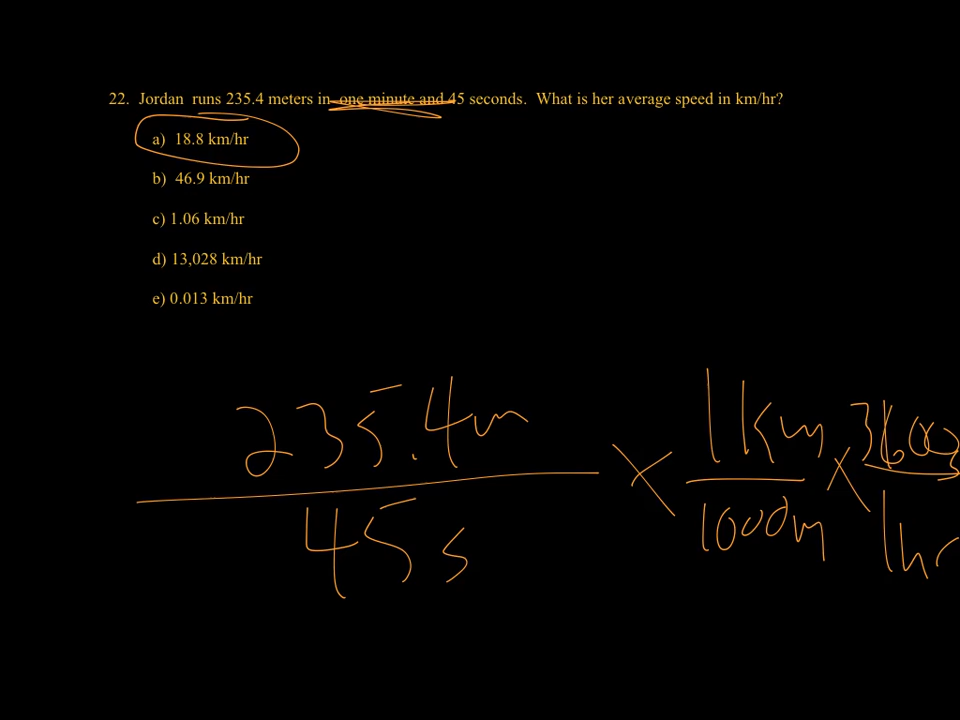 22. Jordan runs 235.4 meters in one minute and 45 seconds. What is her average speed in km/hr?
a) 18.8 km/hr
b) 46.9 km/hr
c) 1.06 km/hr
d) 13,028 km/hr
e) 0.013 km/hr
235.4m 1km 3600s
× ×
45s 1000m 1hr